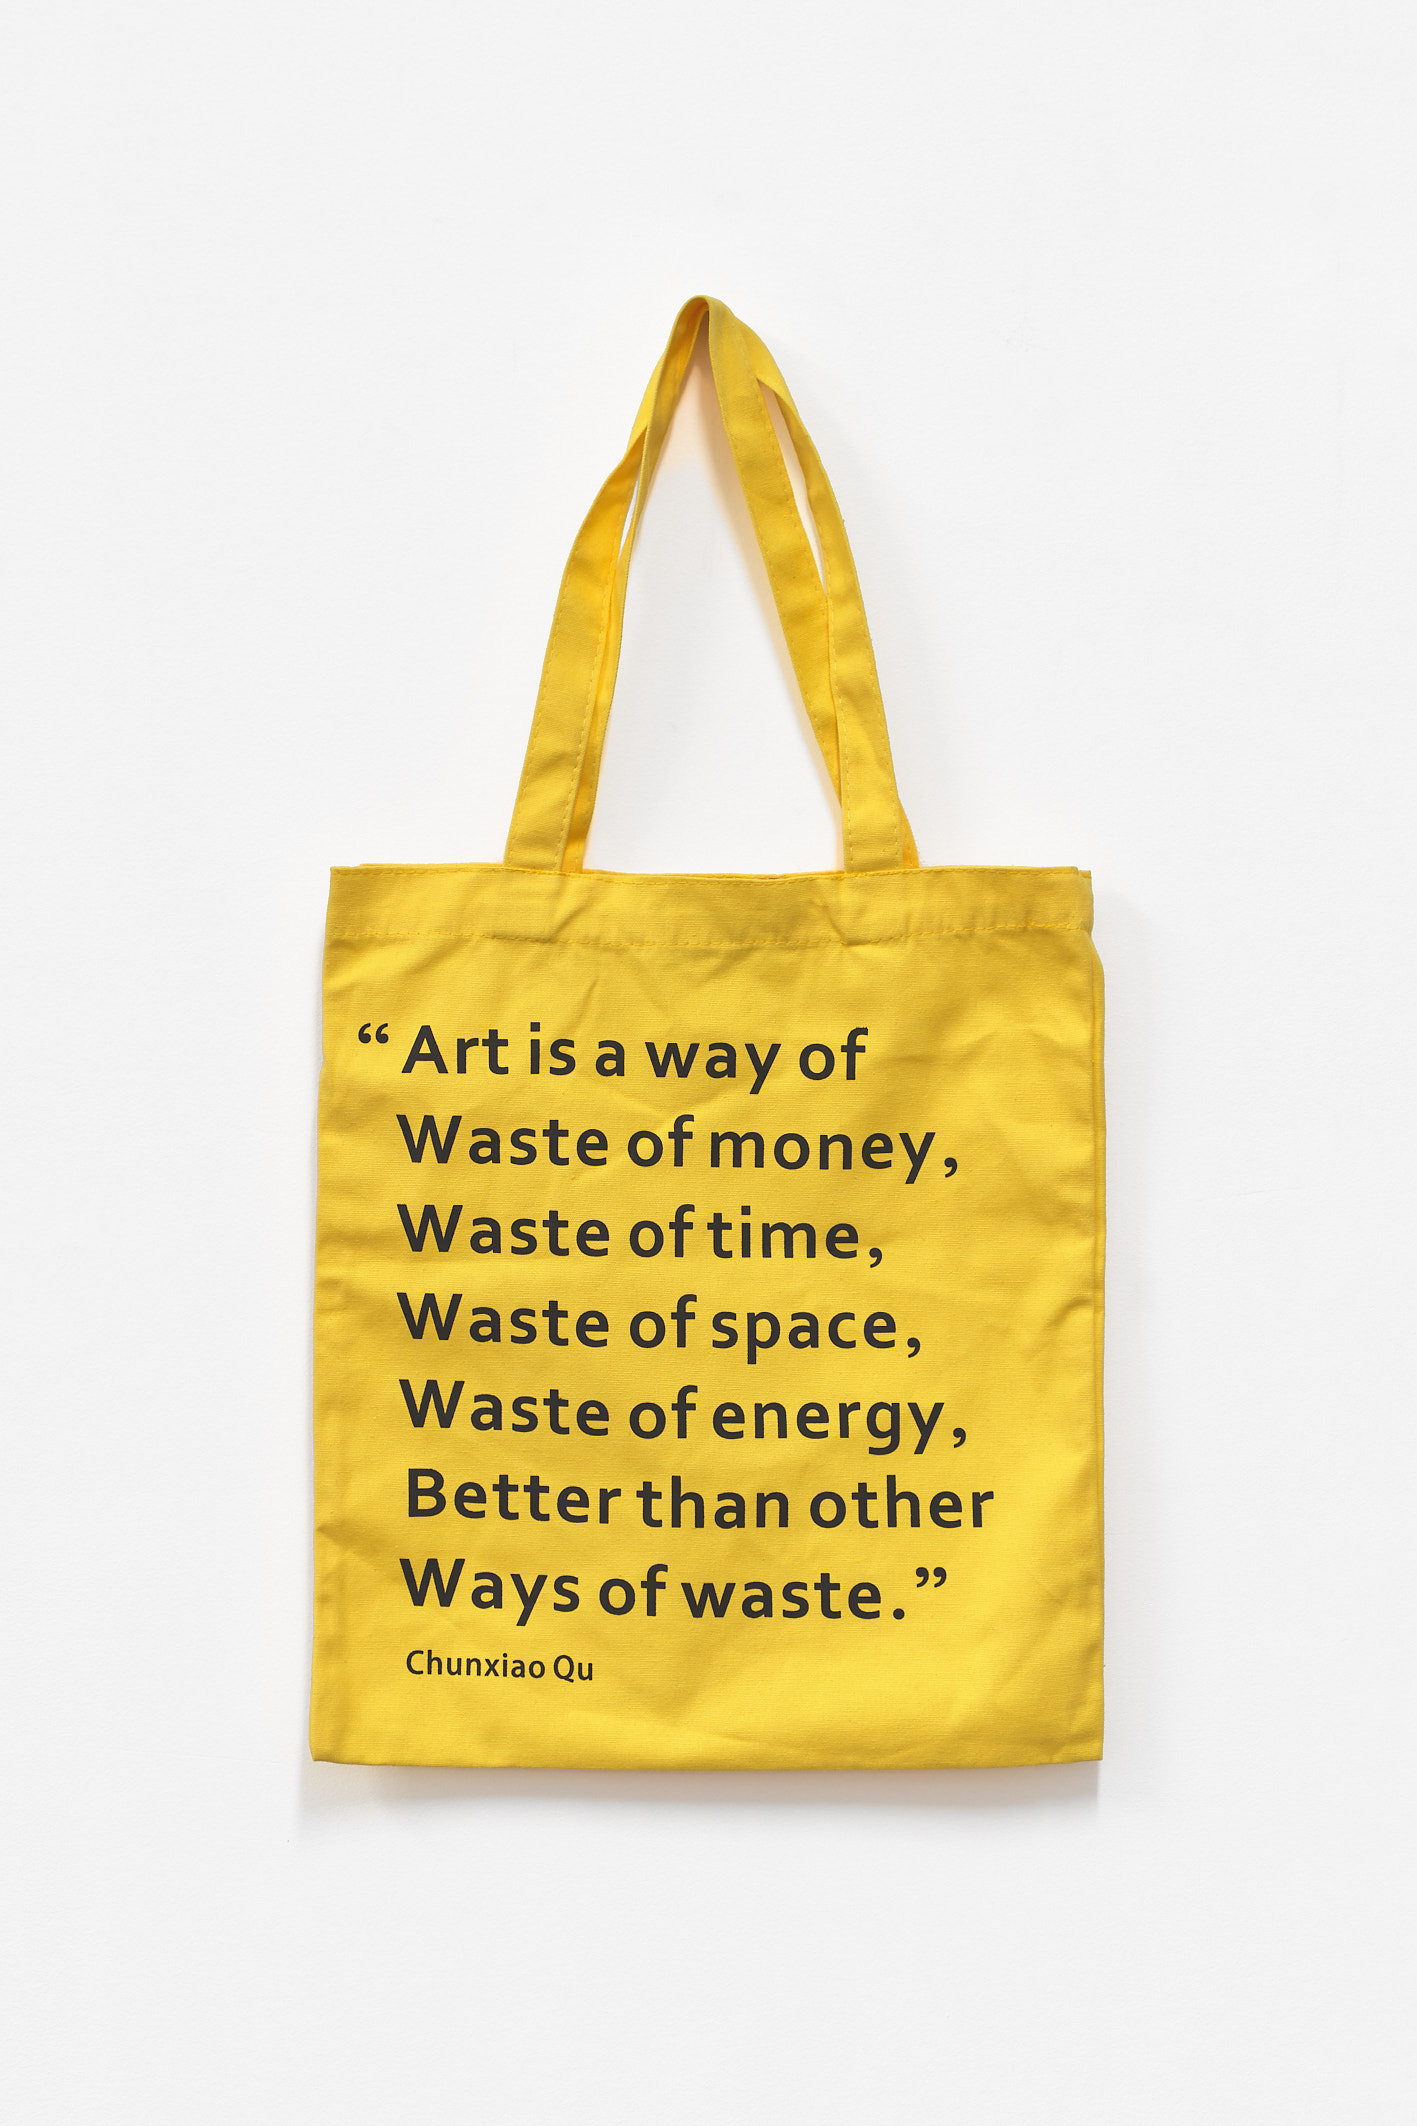 “Art is a way of
Waste of money,
Waste of time,
Waste of space,
Waste of energy,
Better than other
Ways of waste.”
Chunxiao Qu